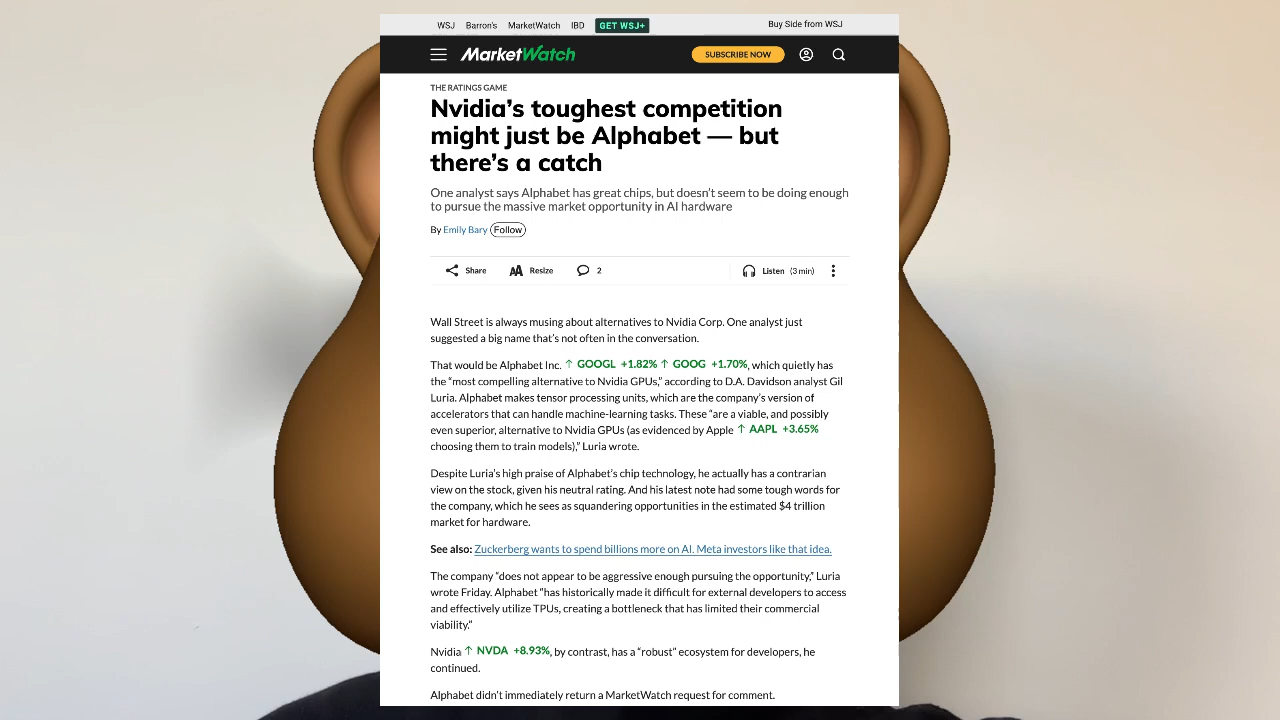 WSJ Barron's MarketWatch IBD GET WSJ+ Buy Side from WSJ
MarketWatch SUBSCRIBE NOW
THE RATINGS GAME
Nvidia’s toughest competition
might just be Alphabet — but
there’s a catch
One analyst says Alphabet has great chips, but doesn’t seem to be doing enough
to pursue the massive market opportunity in AI hardware
By Emily Bary Follow
Share AA Resize 2 Listen (3 min)
Wall Street is always musing about alternatives to Nvidia Corp. One analyst just
suggested a big name that’s not often in the conversation.
That would be Alphabet Inc. ↑ GOOGL +1.82% ↑ GOOG +1.70%, which quietly has
the “most compelling alternative to Nvidia GPUs,” according to D.A. Davidson analyst Gil
Luria. Alphabet makes tensor processing units, which are the company’s version of
accelerators that can handle machine-learning tasks. These “are a viable, and possibly
even superior, alternative to Nvidia GPUs (as evidenced by Apple ↑ AAPL +3.65%
choosing them to train models),” Luria wrote.
Despite Luria’s high praise of Alphabet’s chip technology, he actually has a contrarian
view on the stock, given his neutral rating. And his latest note had some tough words for
the company, which he sees as squandering opportunities in the estimated $4 trillion
market for hardware.
See also: Zuckerberg wants to spend billions more on AI. Meta investors like that idea.
The company “does not appear to be aggressive enough pursuing the opportunity,” Luria
wrote Friday. Alphabet “has historically made it difficult for external developers to access
and effectively utilize TPUs, creating a bottleneck that has limited their commercial
viability.”
Nvidia ↑ NVDA +8.93%, by contrast, has a “robust” ecosystem for developers, he
continued.
Alphabet didn’t immediately return a MarketWatch request for comment.